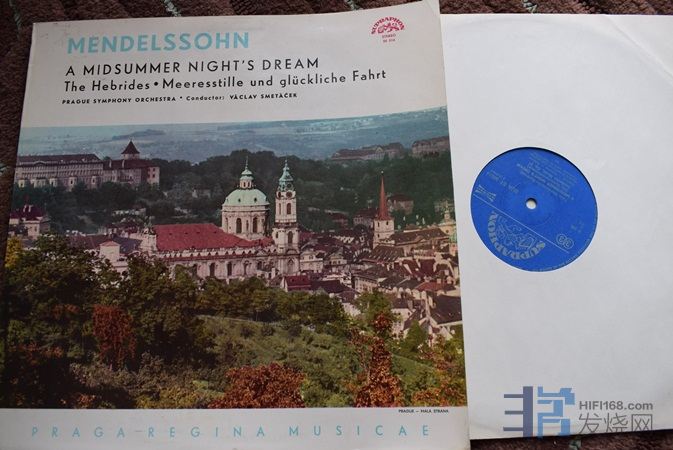 MENDELSSOHN
SUPRAPHON
STEREO
A MIDSUMMER NIGHT'S DREAM
The Hebrides • Meeresstille und glückliche Fahrt
PRAGUE SYMPHONY ORCHESTRA • Conductor: VÁCLAV SMETÁČEK
SUPRAPHON
PRAGUE — MALÁ STRANA
PRAGA-REGINA MUSICAE
HIFI168.com
发烧网